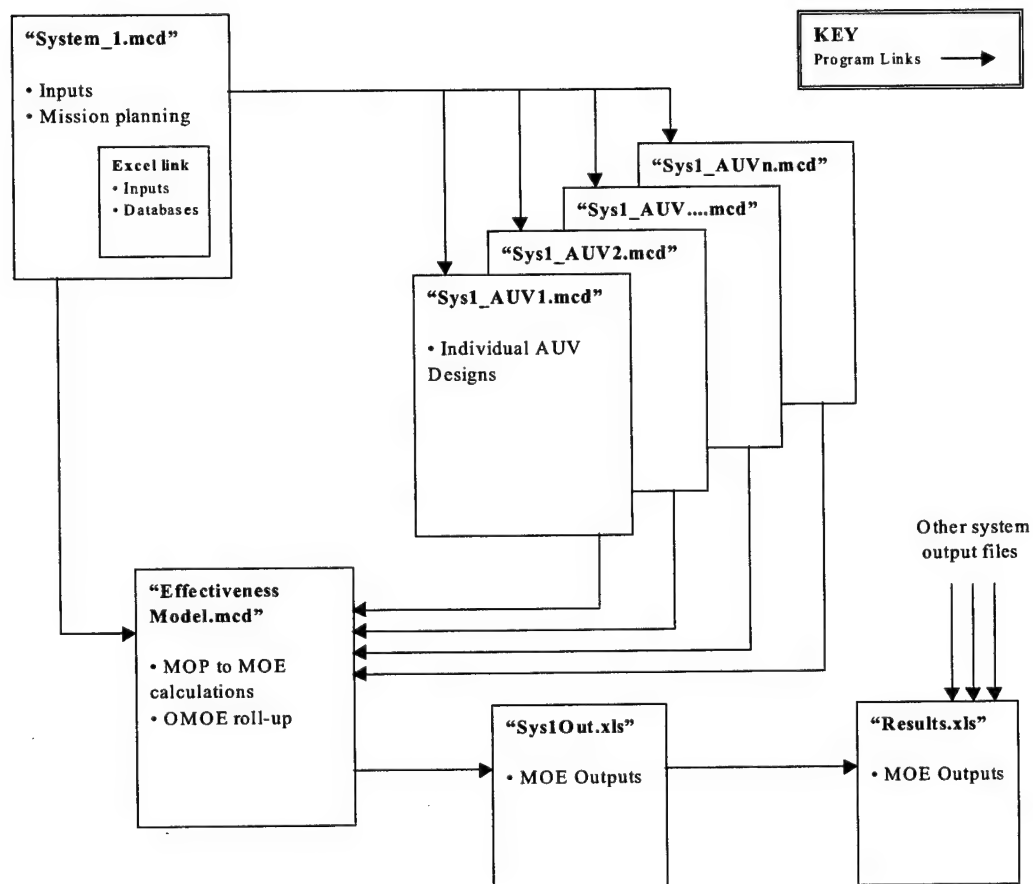 “System_1.mcd”
• Inputs
• Mission planning
Excel link
• Inputs
• Databases
KEY
Program Links
“Sys1_AUVn.mcd”
“Sys1_AUV....mcd”
“Sys1_AUV2.mcd”
“Sys1_AUV1.mcd”
• Individual AUV
Designs
Other system
output files
“Effectiveness
Model.mcd”
• MOP to MOE
calculations
• OMOE roll-up
“Sys1Out.xls”
• MOE Outputs
“Results.xls”
• MOE Outputs